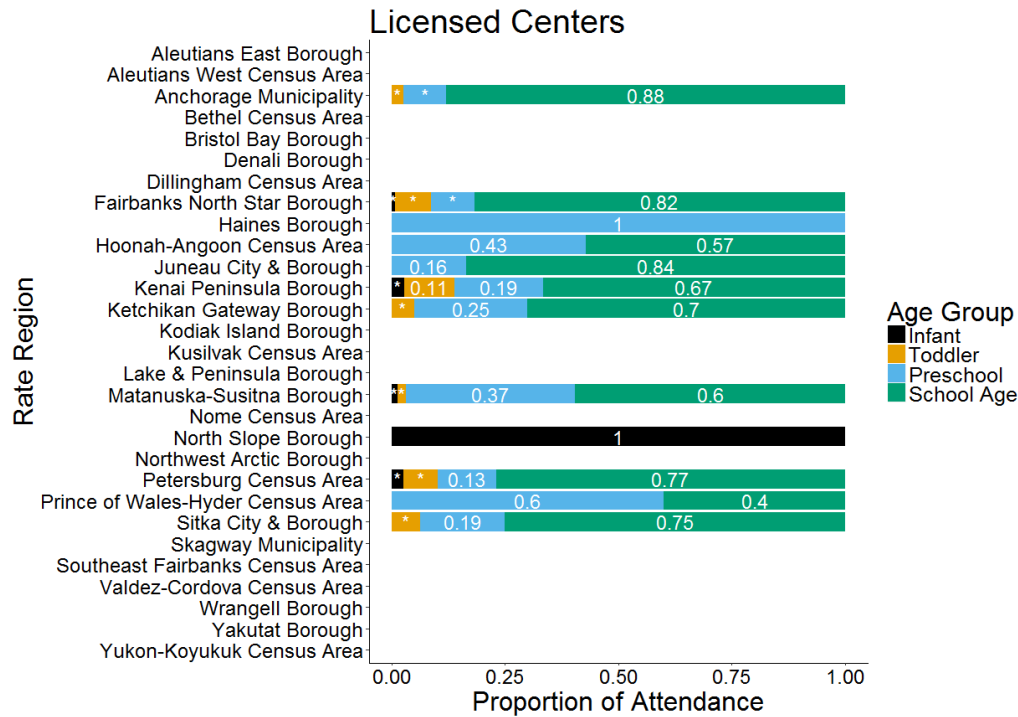 Licensed Centers
Aleutians East Borough
Aleutians West Census Area
Anchorage Municipality * * 0.88
Bethel Census Area
Bristol Bay Borough
Denali Borough
Dillingham Census Area
Fairbanks North Star Borough * * * 0.82
Haines Borough 1
Hoonah-Angoon Census Area 0.43 0.57
Juneau City & Borough 0.16 0.84
Kenai Peninsula Borough * 0.11 0.19 0.67
Ketchikan Gateway Borough * 0.25 0.7
Kodiak Island Borough
Kusilvak Census Area
Lake & Peninsula Borough
Matanuska-Susitna Borough * * 0.37 0.6
Nome Census Area
North Slope Borough 1
Northwest Arctic Borough
Petersburg Census Area * * 0.13 0.77
Prince of Wales-Hyder Census Area 0.6 0.4
Sitka City & Borough * 0.19 0.75
Skagway Municipality
Southeast Fairbanks Census Area
Valdez-Cordova Census Area
Wrangell Borough
Yakutat Borough
Yukon-Koyukuk Census Area
Rate Region
0.00 0.25 0.50 0.75 1.00
Proportion of Attendance
Age Group
Infant
Toddler
Preschool
School Age